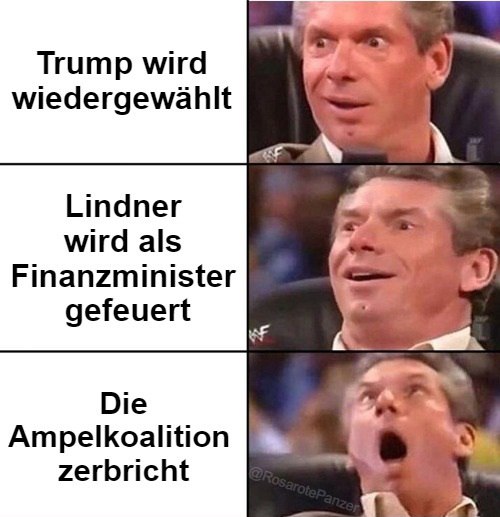 Trump wird
wiedergewählt
Lindner
wird als
Finanzminister
gefeuert
Die
Ampelkoalition
zerbricht
@RosarotePanzer